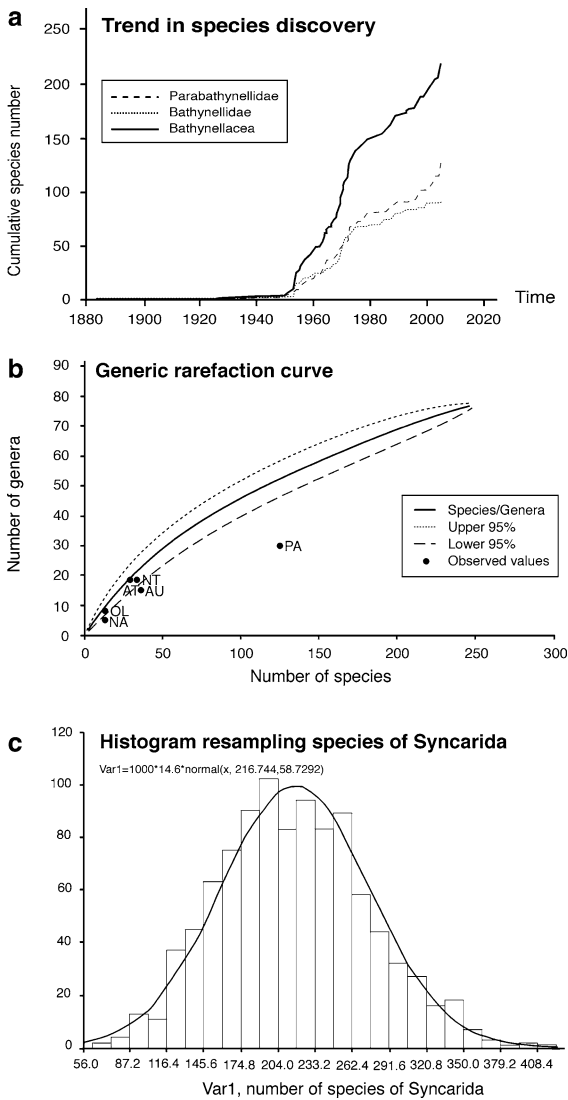 a
Trend in species discovery
Cumulative species number
250
200
150
100
50
0
Parabathynellidae
Bathynellidae
Bathynellacea
1880 1900 1920 1940 1960 1980 2000 2020
Time
b
Generic rarefaction curve
Number of genera
90
80
70
60
50
40
30
20
10
0
Species/Genera
Upper 95%
Lower 95%
Observed values
PA
NT
AT
AU
OL
NA
0 50 100 150 200 250 300
Number of species
c
Histogram resampling species of Syncarida
Var1=1000*14.6*normal(x, 216.744,58.7292)
120
100
80
60
40
20
0
56.0 87.2 116.4 145.6 174.8 204.0 233.2 262.4 291.6 320.8 350.0 379.2 408.4
Var1, number of species of Syncarida